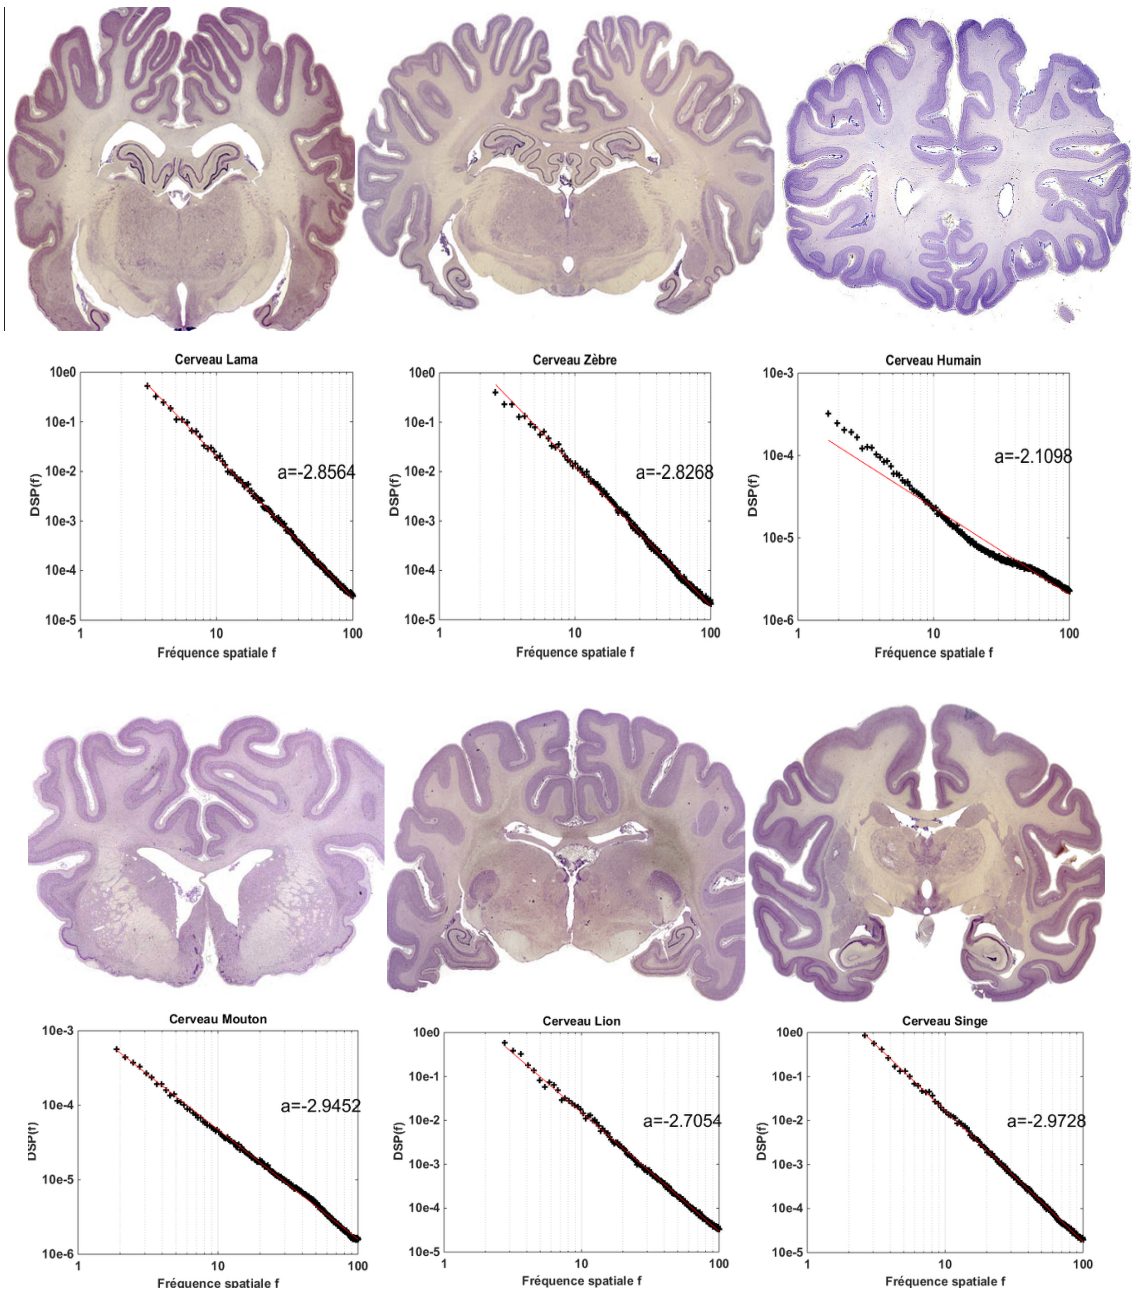 Cerveau Lama
10e0
10e-1
10e-2
10e-3
10e-4
10e-5
DSP(f)
a=-2.8564
1 10 100
Fréquence spatiale f
Cerveau Zèbre
10e0
10e-1
10e-2
10e-3
10e-4
10e-5
DSP(f)
a=-2.8268
1 10 100
Fréquence spatiale f
Cerveau Humain
10e-3
10e-4
10e-5
10e-6
DSP(f)
a=-2.1098
1 10 100
Fréquence spatiale f
Cerveau Mouton
10e-3
10e-4
10e-5
10e-6
DSP(f)
a=-2.9452
1 10 100
Fréquence spatiale f
Cerveau Lion
10e0
10e-1
10e-2
10e-3
10e-4
10e-5
DSP(f)
a=-2.7054
1 10 100
Fréquence spatiale f
Cerveau Singe
10e0
10e-1
10e-2
10e-3
10e-4
10e-5
DSP(f)
a=-2.9728
1 10 100
Fréquence spatiale f